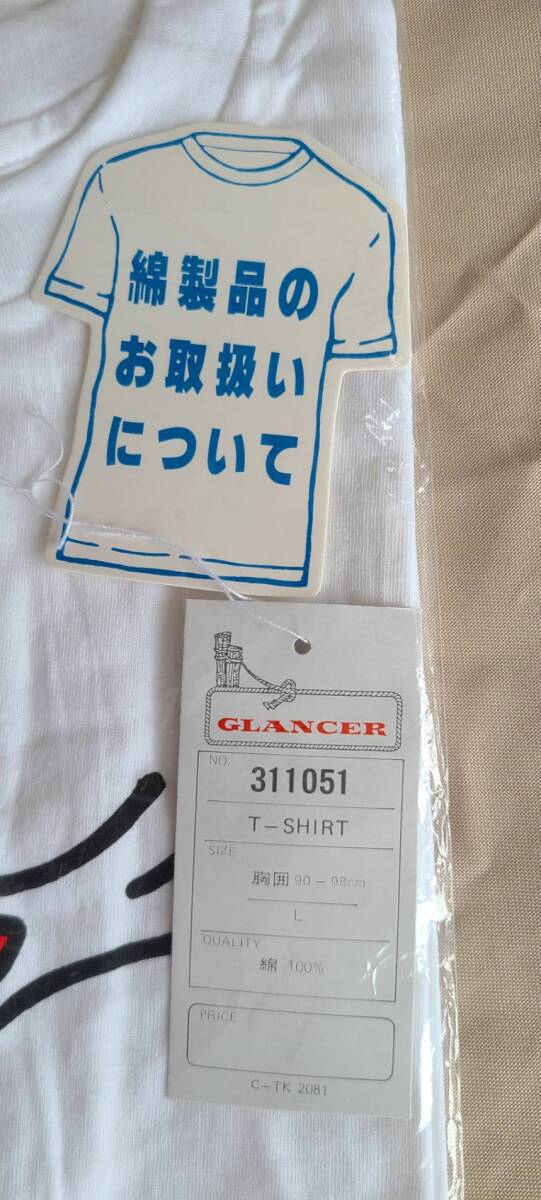 綿製品の
お取扱い
について
GLANCER
NO.
311051
T-SHIRT
SIZE
胸囲 90-98cm
L
QUALITY
綿 100%
PRICE
C-TK 2081